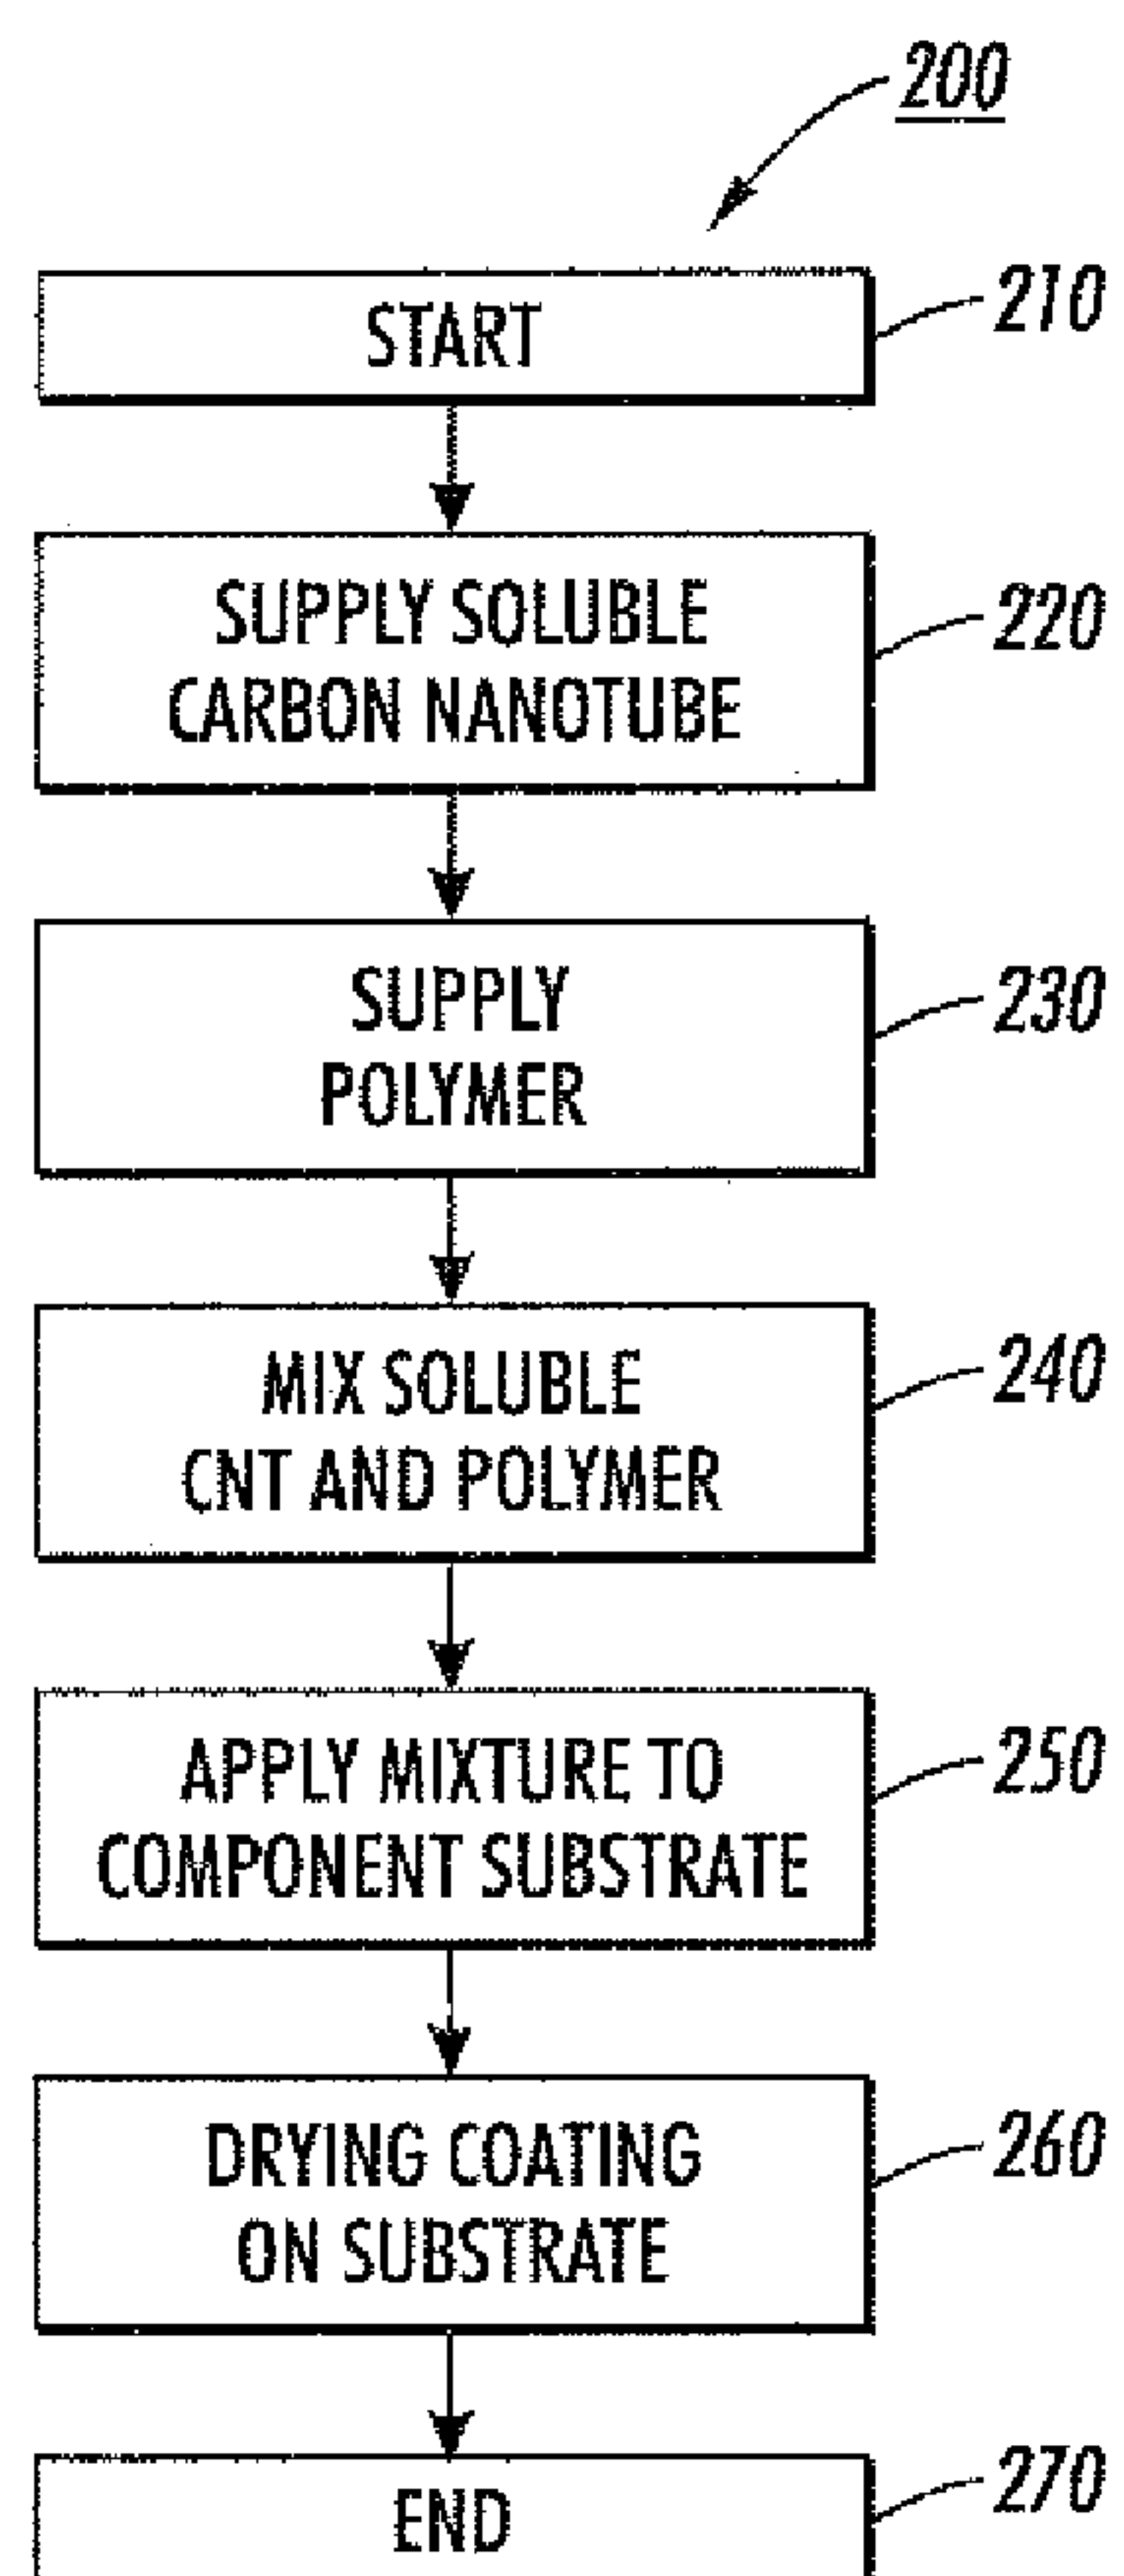 200
START
210
SUPPLY SOLUBLE
CARBON NANOTUBE
220
SUPPLY
POLYMER
230
MIX SOLUBLE
CNT AND POLYMER
240
APPLY MIXTURE TO
COMPONENT SUBSTRATE
250
DRYING COATING
ON SUBSTRATE
260
END
270